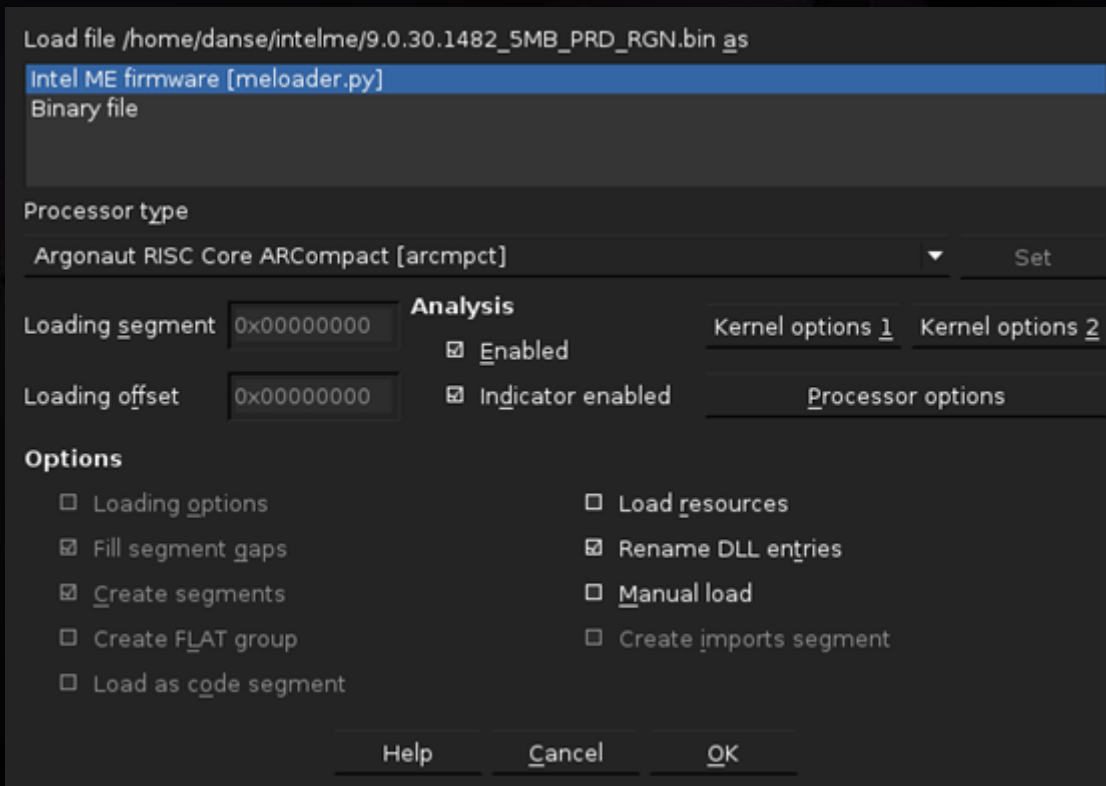 Load file /home/danse/intelme/9.0.30.1482_5MB_PRD_RGN.bin as
Intel ME firmware [meloader.py]
Binary file
Processor type
Argonaut RISC Core ARCompact [arcmpct]
Set
Loading segment 0x00000000
Loading offset 0x00000000
Analysis
Enabled
Indicator enabled
Kernel options 1 Kernel options 2
Processor options
Options
Loading options
Fill segment gaps
Create segments
Create FLAT group
Load as code segment
Load resources
Rename DLL entries
Manual load
Create imports segment
Help Cancel OK